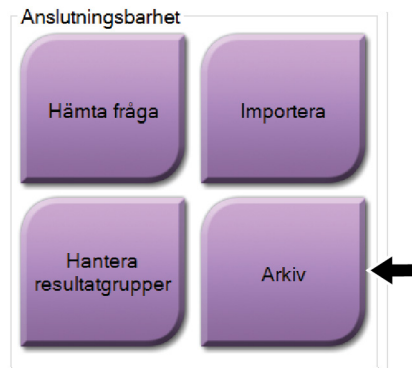 Anslutningsbarhet
Hämta fråga
Importera
Hantera
resultatgrupper
Arkiv